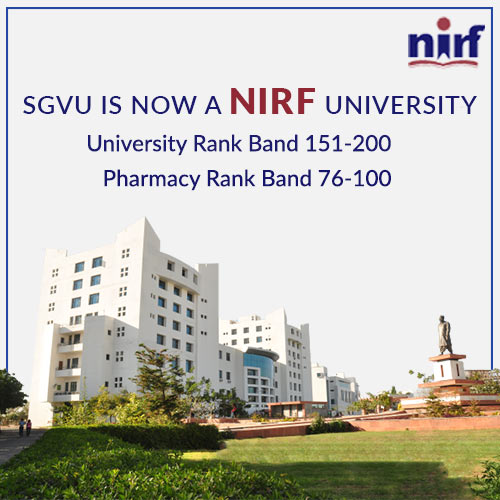 nirf
SGVU IS NOW A NIRF UNIVERSITY
University Rank Band 151-200
Pharmacy Rank Band 76-100